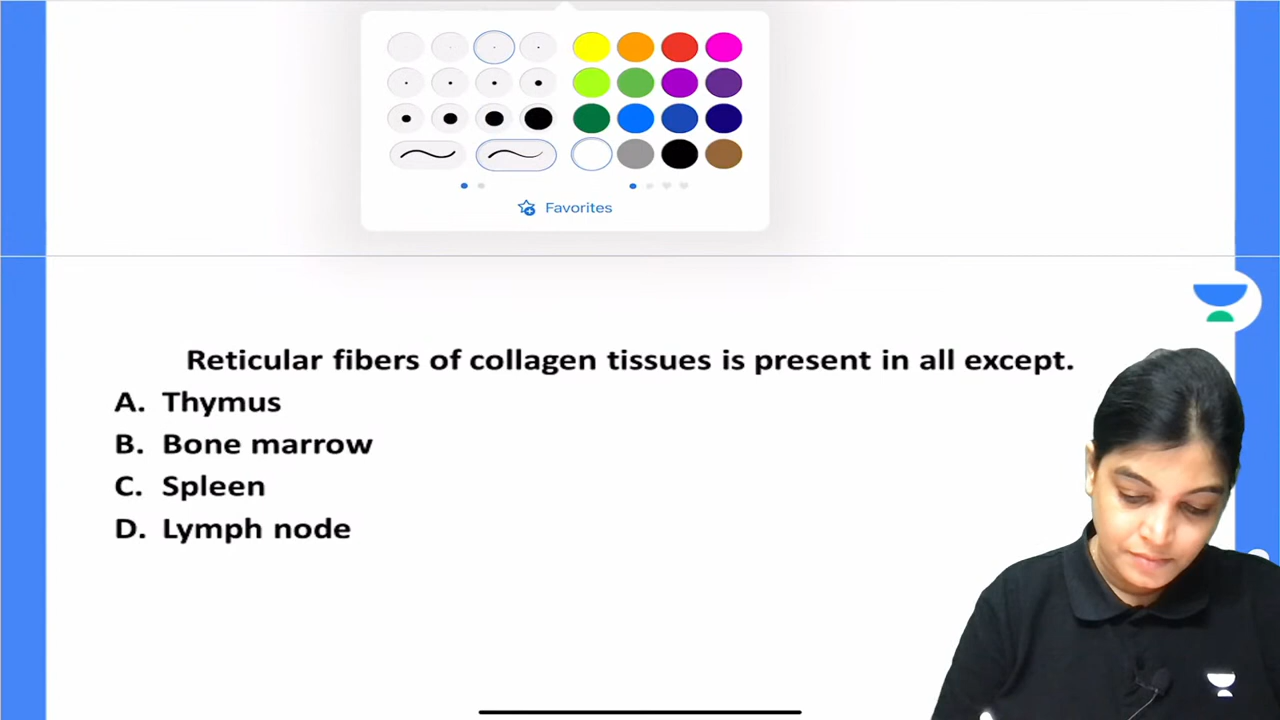 Favorites
Reticular fibers of collagen tissues is present in all except.
A. Thymus
B. Bone marrow
C. Spleen
D. Lymph node